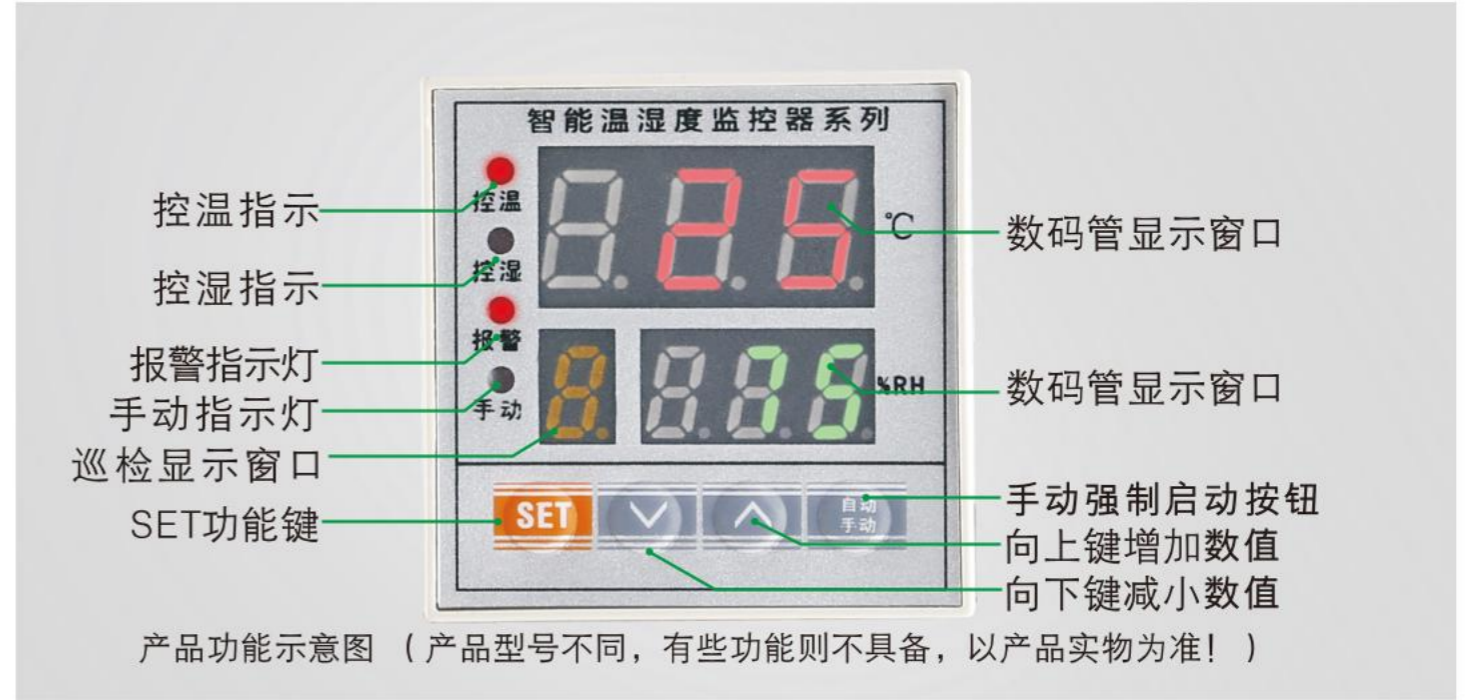 智能温湿度监控器系列
25
℃
75
%RH
控温
控湿
报警
手动
SET
自动
手动
控温指示
控湿指示
报警指示灯
手动指示灯
巡检显示窗口
SET功能键
数码管显示窗口
数码管显示窗口
手动强制启动按钮
向上键增加数值
向下键减小数值
产品功能示意图 （产品型号不同，有些功能则不具备，以产品实物为准！）